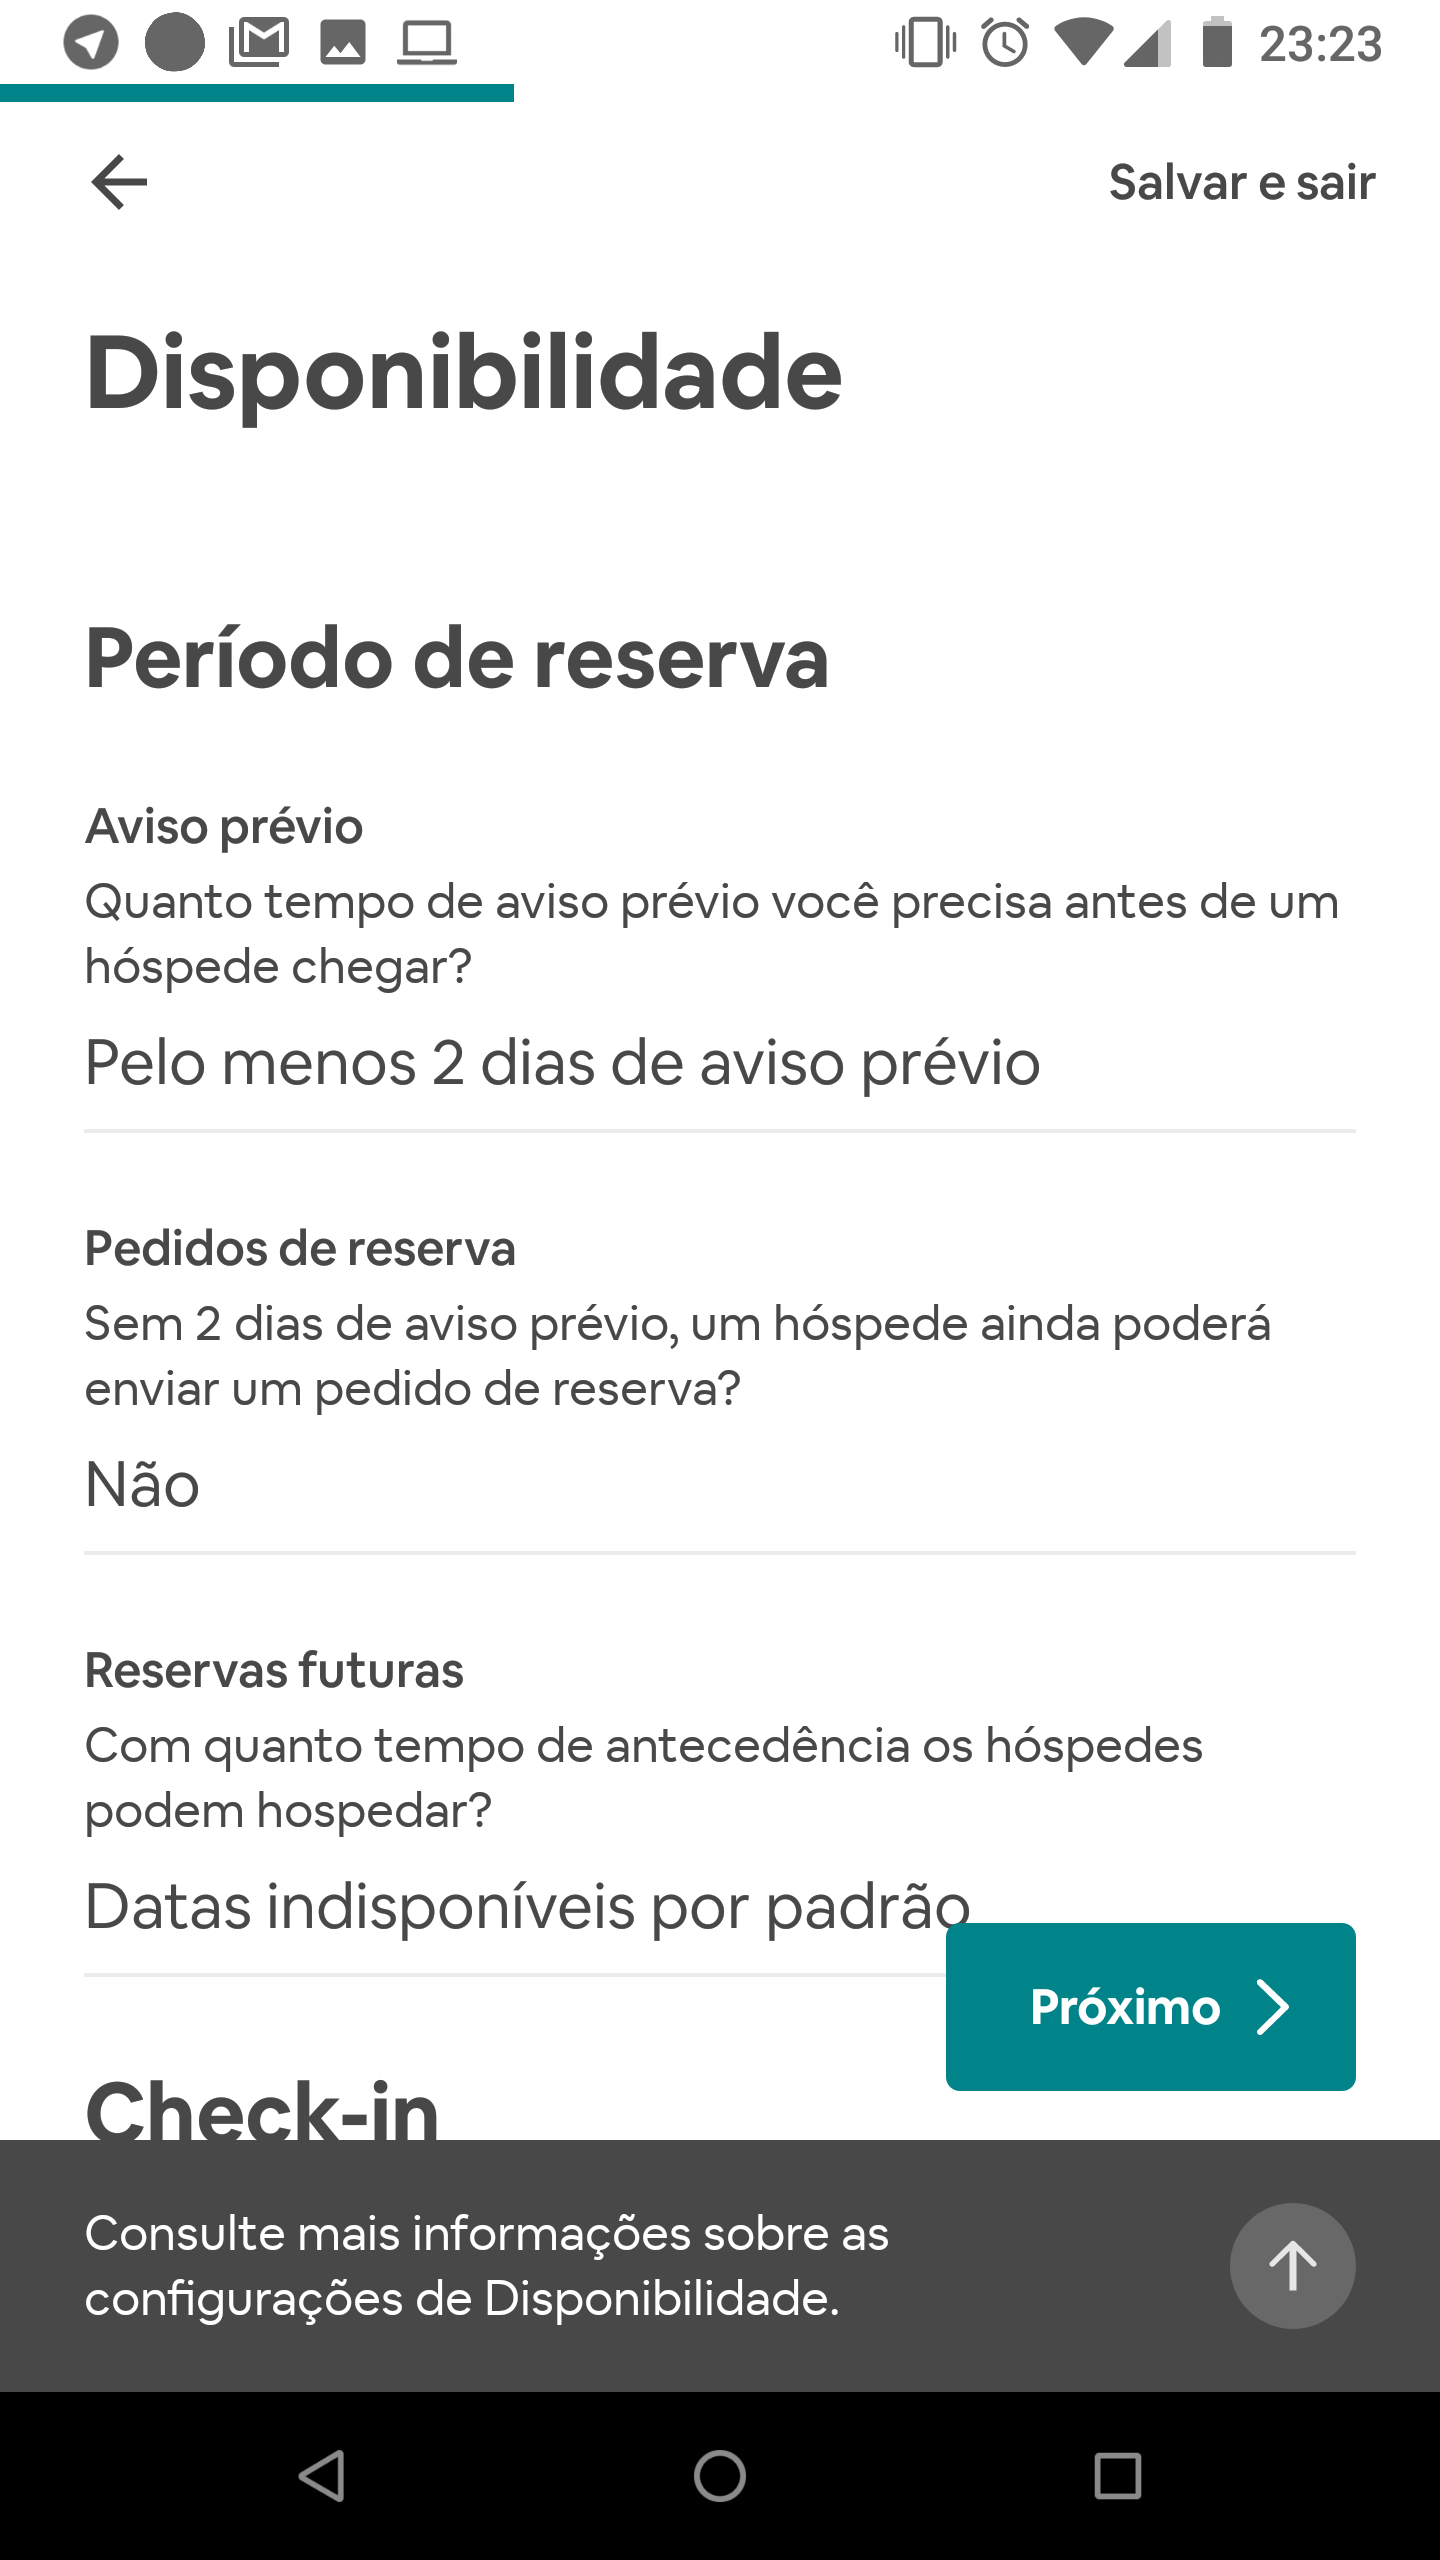 23:23
Salvar e sair
Disponibilidade
Período de reserva
Aviso prévio
Quanto tempo de aviso prévio você precisa antes de um
hóspede chegar?
Pelo menos 2 dias de aviso prévio
Pedidos de reserva
Sem 2 dias de aviso prévio, um hóspede ainda poderá
enviar um pedido de reserva?
Não
Reservas futuras
Com quanto tempo de antecedência os hóspedes
podem hospedar?
Datas indisponíveis por padrão
Próximo
Check-in
Consulte mais informações sobre as
configurações de Disponibilidade.